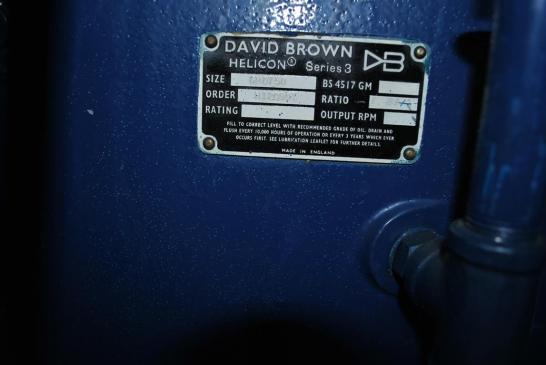 DAVID BROWN DB
HELICON® Series 3
SIZE BS 4517 GM
ORDER RATIO
RATING OUTPUT RPM
FILL TO CORRECT LEVEL WITH RECOMMENDED GRADE OF OIL. DRAIN AND
FLUSH EVERY 10,000 HOURS OF OPERATION OR EVERY 3 YEARS WHICH EVER
OCCURS FIRST. SEE LUBRICATION LEAFLET FOR FURTHER DETAILS.
MADE IN ENGLAND